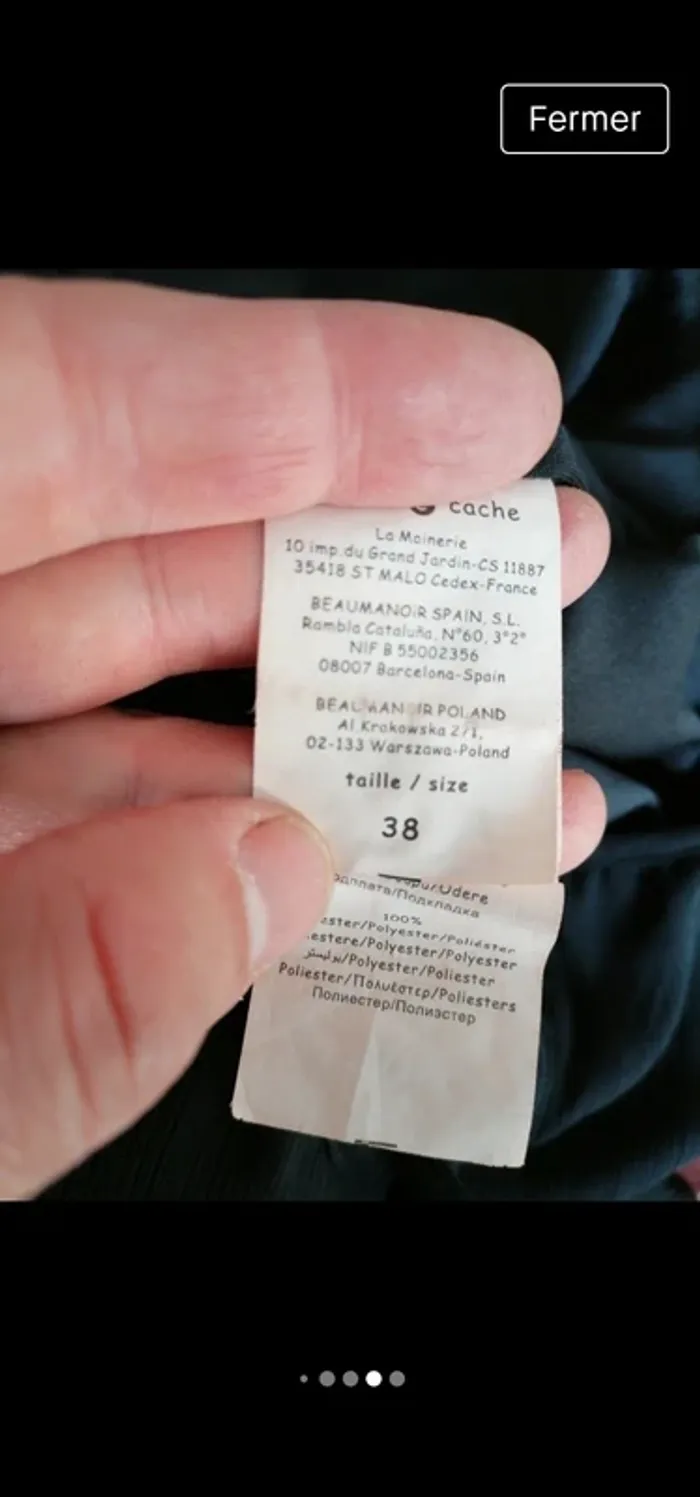 Fermer
cache
La Moinerie
10 imp.du Grand Jardin-CS 11887
35418 ST MALO Cedex-France
BEAUMANOIR SPAIN, S.L.
Rambla Cataluña, N°60, 3°2°
NIF B 55002356
08007 Barcelona-Spain
BEAUMANOIR POLAND
Al Krakowska 2/1,
02-133 Warszawa-Poland
taille / size
38
/Подкладка
100%
/Polyester/Poliéster
/Polyester/Polyester
/Polyester/Poliester
Poliester/Πολυέστερ/Poliesters
Полиестер/Полиэстер